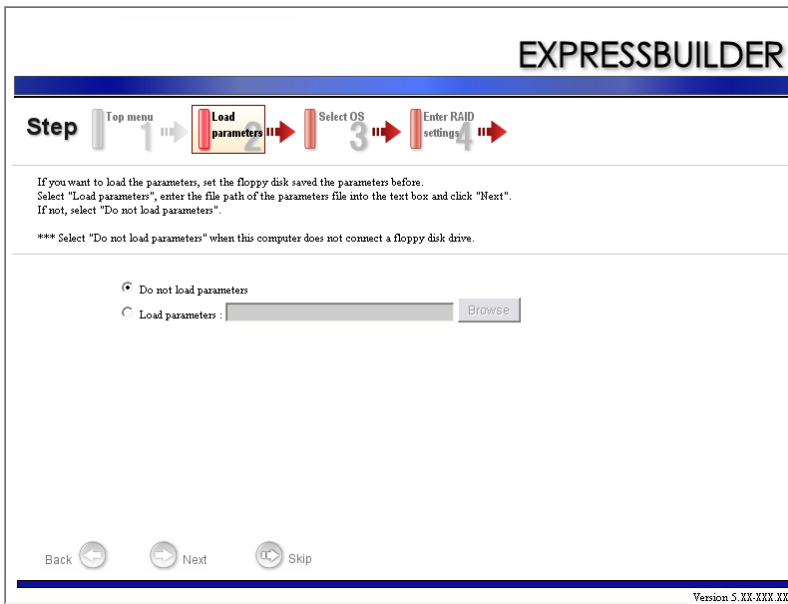 EXPRESSBUILDER
Step
Top menu
1
Load
parameters
2
Select OS
3
Enter RAID
settings
4
If you want to load the parameters, set the floppy disk saved the parameters before.
Select "Load parameters", enter the file path of the parameters file into the text box and click "Next".
If not, select "Do not load parameters".
*** Select "Do not load parameters" when this computer does not connect a floppy disk drive.
Do not load parameters
Load parameters :
Browse
Back
Next
Skip
Version 5.XX-XXX.XX